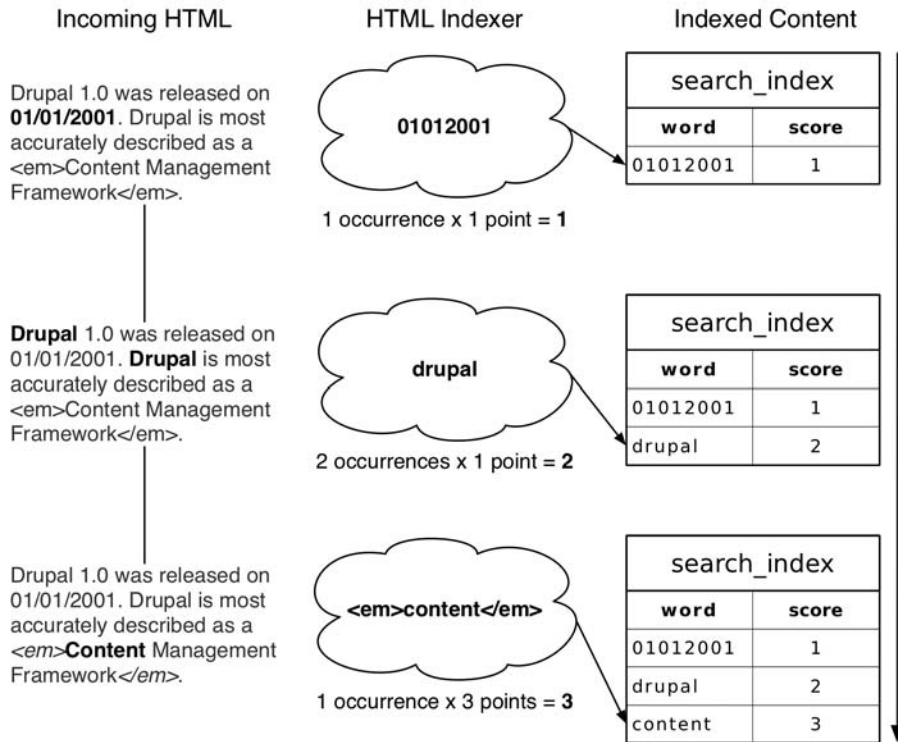 Incoming HTML
HTML Indexer
Indexed Content
Drupal 1.0 was released on
01/01/2001. Drupal is most
accurately described as a
<em>Content Management
Framework</em>.
01012001
1 occurrence x 1 point = 1
search_index
word score
01012001 1
Drupal 1.0 was released on
01/01/2001. Drupal is most
accurately described as a
<em>Content Management
Framework</em>.
drupal
2 occurrences x 1 point = 2
search_index
word score
01012001 1
drupal 2
Drupal 1.0 was released on
01/01/2001. Drupal is most
accurately described as a
<em>Content Management
Framework</em>.
<em>content</em>
1 occurrence x 3 points = 3
search_index
word score
01012001 1
drupal 2
content 3